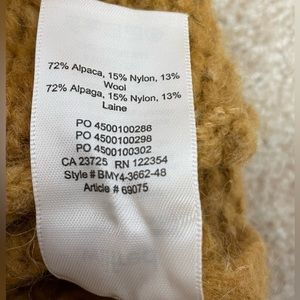 72% Alpaca, 15% Nylon, 13%
Wool
72% Alpaga, 15% Nylon, 13%
Laine
PO 4500100288
PO 4500100298
PO 4500100302
CA 23725 RN 122354
Style # BMY4-3662-48
Article # 69075